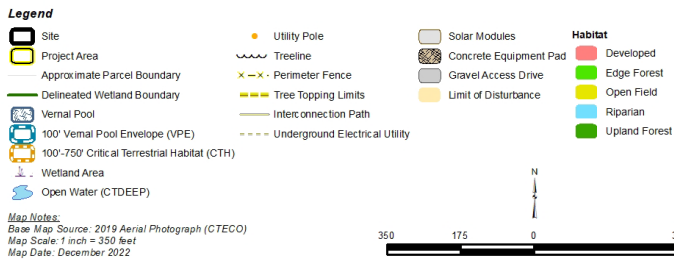 Legend
Site
Project Area
Approximate Parcel Boundary
Delineated Wetland Boundary
Vernal Pool
100' Vernal Pool Envelope (VPE)
100'-750' Critical Terrestrial Habitat (CTH)
Wetland Area
Open Water (CTDEEP)
Utility Pole
Treeline
Perimeter Fence
Tree Topping Limits
Interconnection Path
Underground Electrical Utility
Solar Modules
Concrete Equipment Pad
Gravel Access Drive
Limit of Disturbance
Habitat
Developed
Edge Forest
Open Field
Riparian
Upland Forest
Map Notes:
Base Map Source: 2019 Aerial Photograph (CTECO)
Map Scale: 1 inch = 350 feet
Map Date: December 2022
N
350 175 0